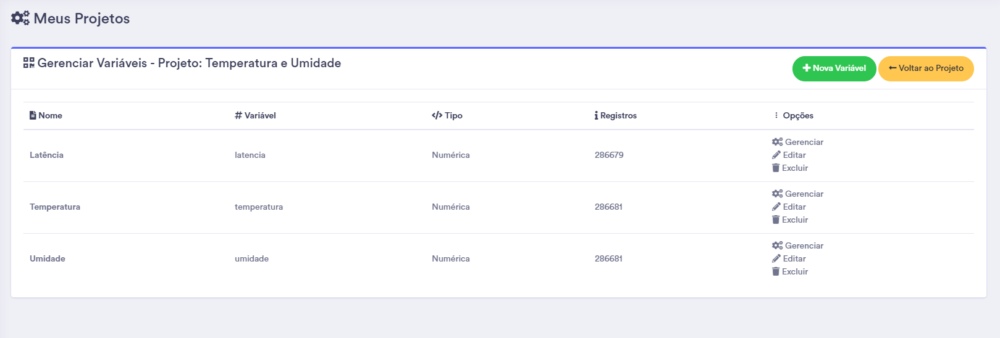 Meus Projetos
Gerenciar Variáveis - Projeto: Temperatura e Umidade
Nova Variável
Voltar ao Projeto
Nome Variável Tipo Registros Opções
Latência latencia Numérica 286679 Gerenciar
Editar
Excluir
Temperatura temperatura Numérica 286681 Gerenciar
Editar
Excluir
Umidade umidade Numérica 286681 Gerenciar
Editar
Excluir